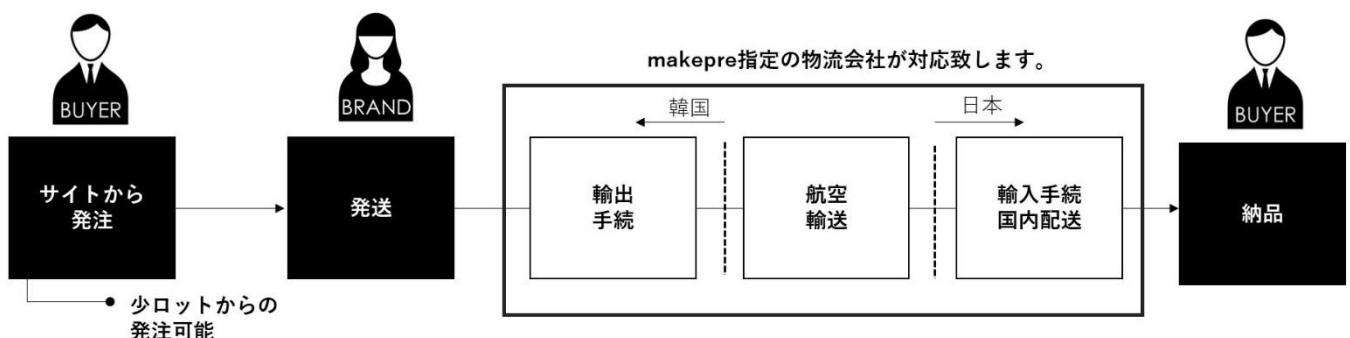 BUYER
BRAND
makepre指定の物流会社が対応致します。
BUYER
韓国
日本
サイトから
発注
発送
輸出
手続
航空
輸送
輸入手続
国内配送
納品
少ロットからの
発注可能